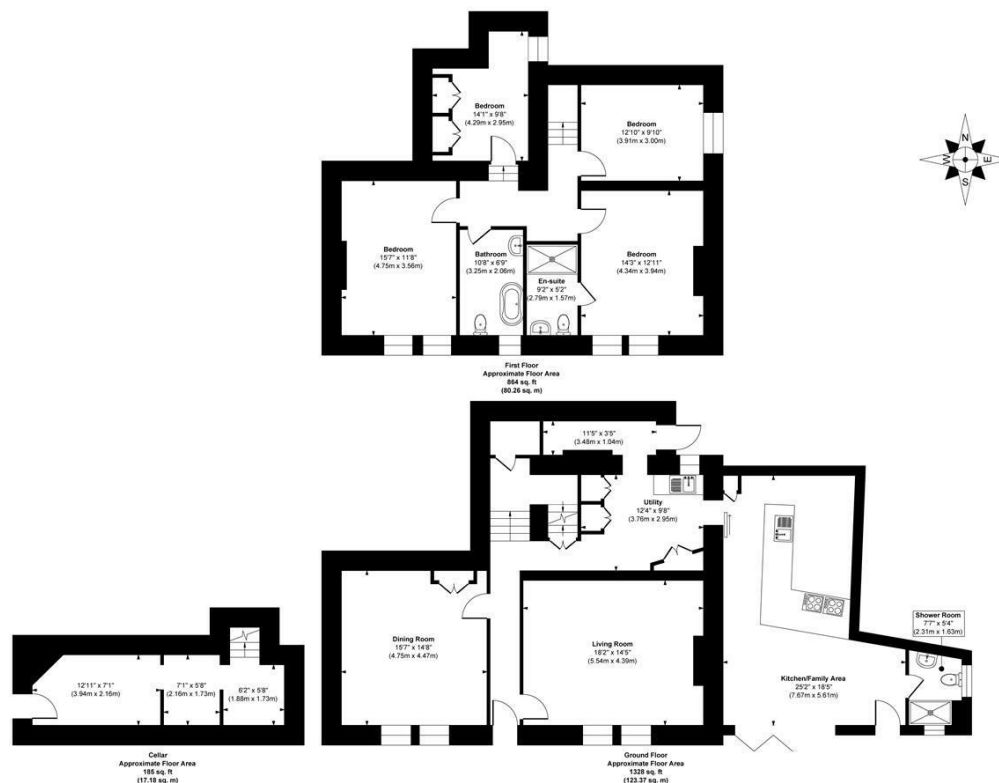 Bedroom
14'1" x 9'8"
(4.29m x 2.95m)
Bedroom
12'10" x 9'10"
(3.91m x 3.00m)
N
W
E
S
Bedroom
15'7" x 11'8"
(4.75m x 3.56m)
Bathroom
10'8" x 6'9"
(3.25m x 2.06m)
En-suite
9'2" x 5'2"
(2.79m x 1.57m)
Bedroom
14'3" x 12'11"
(4.34m x 3.94m)
First Floor
Approximate Floor Area
864 sq. ft
(80.26 sq. m)
11'5" x 3'5"
(3.48m x 1.04m)
Utility
12'4" x 9'8"
(3.76m x 2.95m)
Dining Room
15'7" x 14'8"
(4.75m x 4.47m)
Living Room
18'2" x 14'5"
(5.54m x 4.39m)
Shower Room
7'7" x 5'4"
(2.31m x 1.63m)
Kitchen/Family Area
25'2" x 18'5"
(7.67m x 5.61m)
12'11" x 7'1"
(3.94m x 2.16m)
7'1" x 5'8"
(2.16m x 1.73m)
6'2" x 5'8"
(1.88m x 1.73m)
Cellar
Approximate Floor Area
185 sq. ft
(17.18 sq. m)
Ground Floor
Approximate Floor Area
1328 sq. ft
(123.37 sq. m)